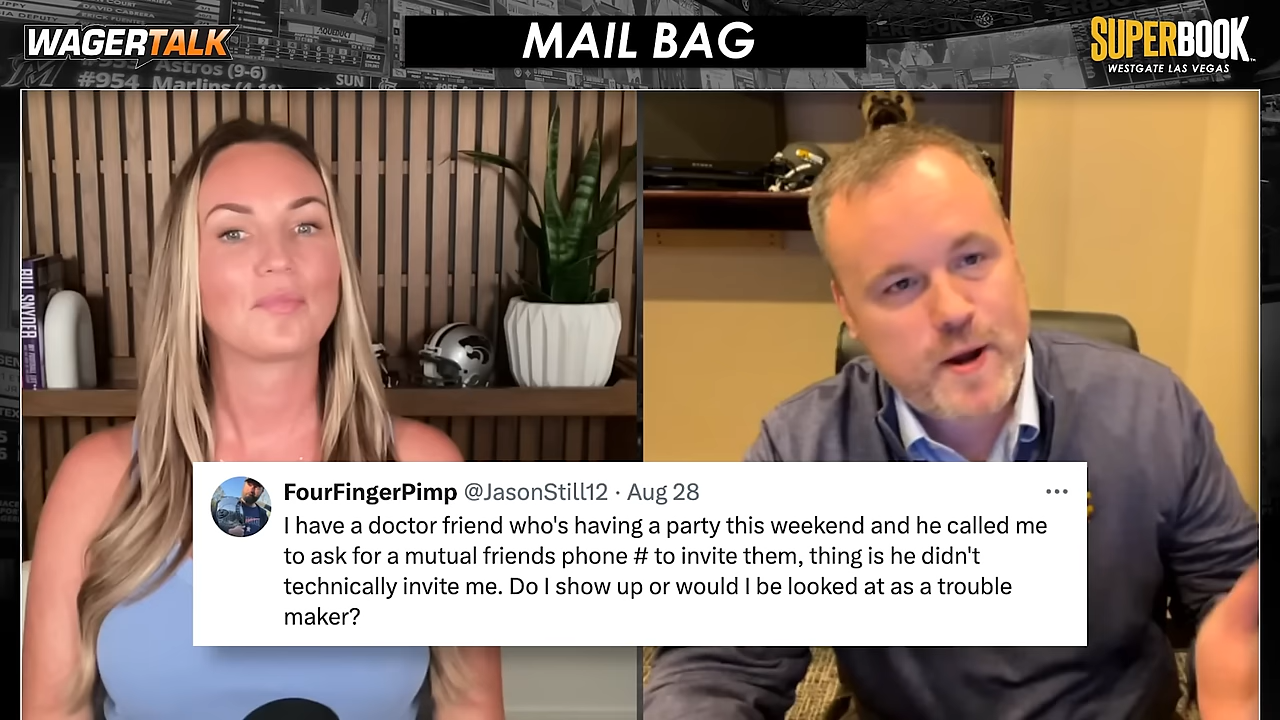 WAGERTALK
MAIL BAG
SUPERBOOK
WESTGATE LAS VEGAS
Astros (9-6)
#954 Marlins (4-11)
SUN
BILL SNYDER
FourFingerPimp @JasonStill12 · Aug 28
I have a doctor friend who's having a party this weekend and he called me
to ask for a mutual friends phone # to invite them, thing is he didn't
technically invite me. Do I show up or would I be looked at as a trouble
maker?